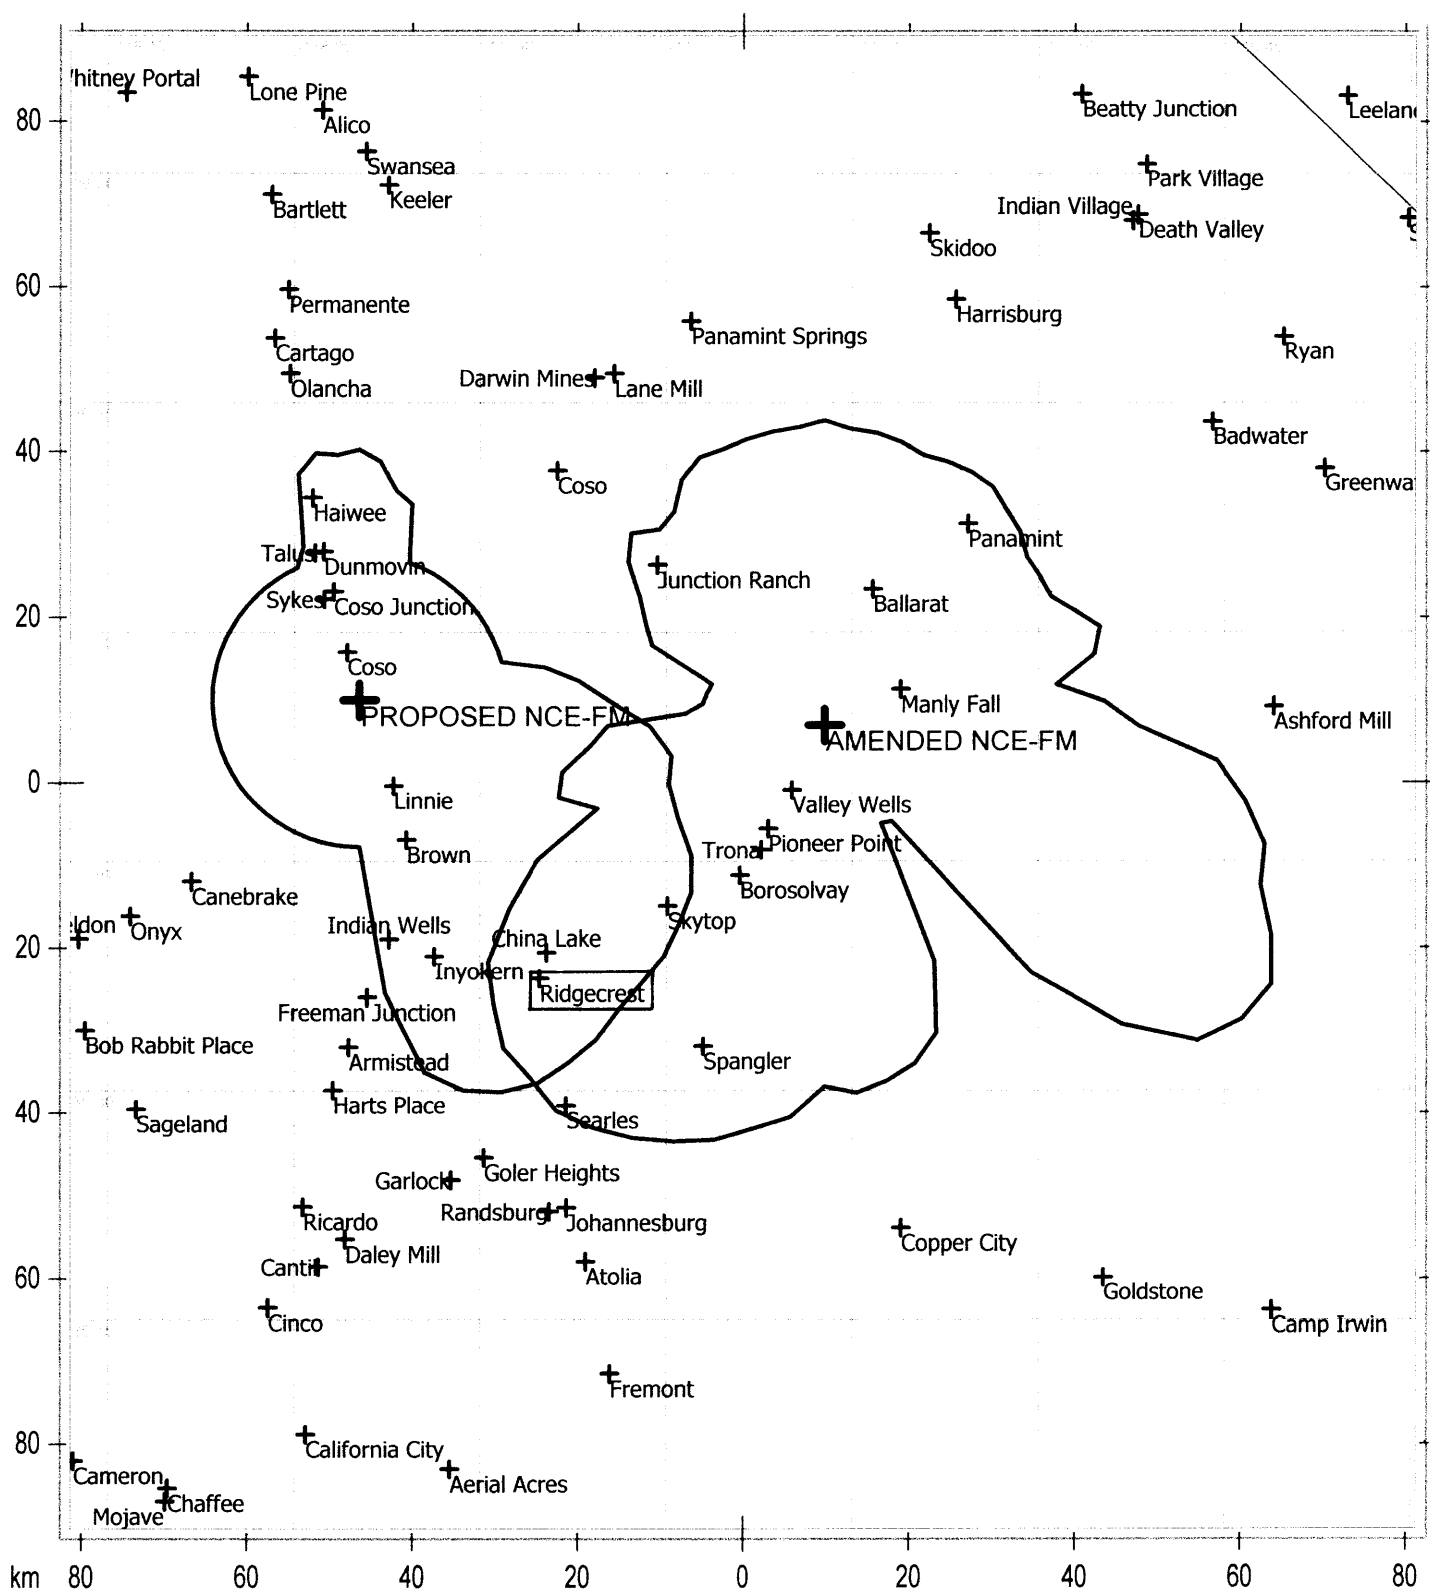 'hitney Portal
Lone Pine
Beatty Junction
Leelan
80
Alico
Swansea
Park Village
Keeler
Bartlett
Indian Village
Death Valley
Skidoo
60
Permanente
Harrisburg
Panamint Springs
Cartago
Ryan
Darwin Mines
Lane Mill
Olancha
Badwater
40
Coso
Greenwa
Haiwee
Panamint
Talus
Dunmovin
Junction Ranch
Sykes
Coso Junction
Ballarat
20
Coso
Manly Fall
PROPOSED NCE-FM
Ashford Mill
AMENDED NCE-FM
0
Linnie
Valley Wells
Brown
Trona
Pioneer Point
Canebrake
Borosolvay
ldon
Onyx
Indian Wells
Skytop
China Lake
20
Inyokern
Ridgecrest
Freeman Junction
Bob Rabbit Place
Armistead
Spangler
Harts Place
40
Sageland
Searles
Garlock
Goler Heights
Ricardo
Randsburg
Johannesburg
Daley Mill
Copper City
Cantil
Atolia
60
Goldstone
Cinco
Camp Irwin
Fremont
80
California City
Cameron
Aerial Acres
Chaffee
Mojave
km 80 60 40 20 0 20 40 60 80